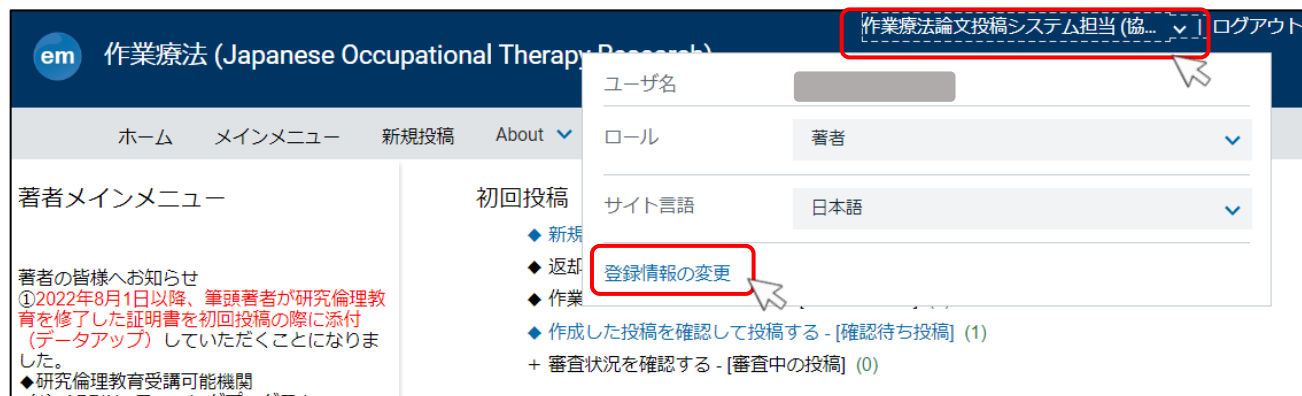 作業療法論文投稿システム担当 (協... | ログアウト
em 作業療法 (Japanese Occupational Therapy Research)
ユーザ名
ホーム メインメニュー 新規投稿 About
ロール 著者
著者メインメニュー
初回投稿
サイト言語 日本語
◆ 新規
登録情報の変更
◆ 返却
◆ 作業
◆ 作成した投稿を確認して投稿する - [確認待ち投稿] (1)
+ 審査状況を確認する - [審査中の投稿] (0)
著者の皆様へお知らせ
①2022年8月1日以降、筆頭著者が研究倫理教
育を修了した証明書を初回投稿の際に添付
（データアップ）していただくことになりま
した。
◆研究倫理教育受講可能機関